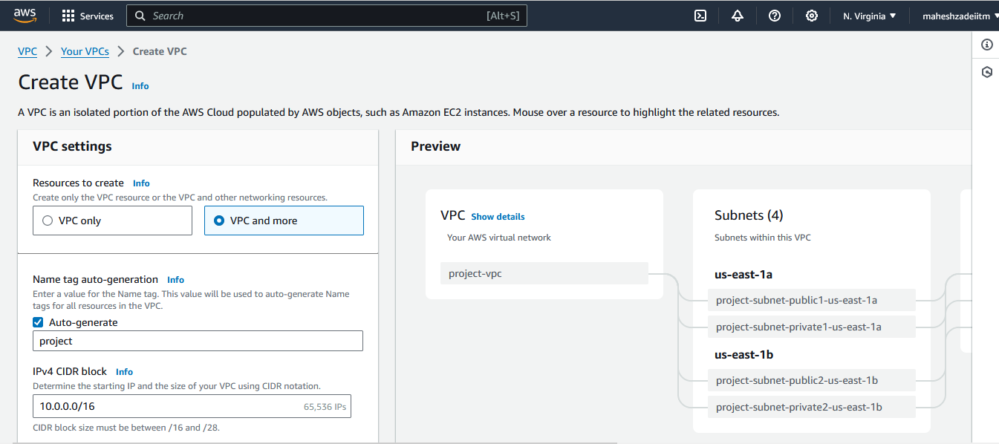 aws
Services
Search
[Alt+S]
N. Virginia
maheshzadeiitm
VPC
Your VPCs
Create VPC
Create VPC
Info
A VPC is an isolated portion of the AWS Cloud populated by AWS objects, such as Amazon EC2 instances. Mouse over a resource to highlight the related resources.
VPC settings
Resources to create Info
Create only the VPC resource or the VPC and other networking resources.
VPC only
VPC and more
Name tag auto-generation Info
Enter a value for the Name tag. This value will be used to auto-generate Name
tags for all resources in the VPC.
Auto-generate
project
IPv4 CIDR block Info
Determine the starting IP and the size of your VPC using CIDR notation.
10.0.0.0/16
65,536 IPs
CIDR block size must be between /16 and /28.
Preview
VPC Show details
Your AWS virtual network
project-vpc
Subnets (4)
Subnets within this VPC
us-east-1a
project-subnet-public1-us-east-1a
project-subnet-private1-us-east-1a
us-east-1b
project-subnet-public2-us-east-1b
project-subnet-private2-us-east-1b